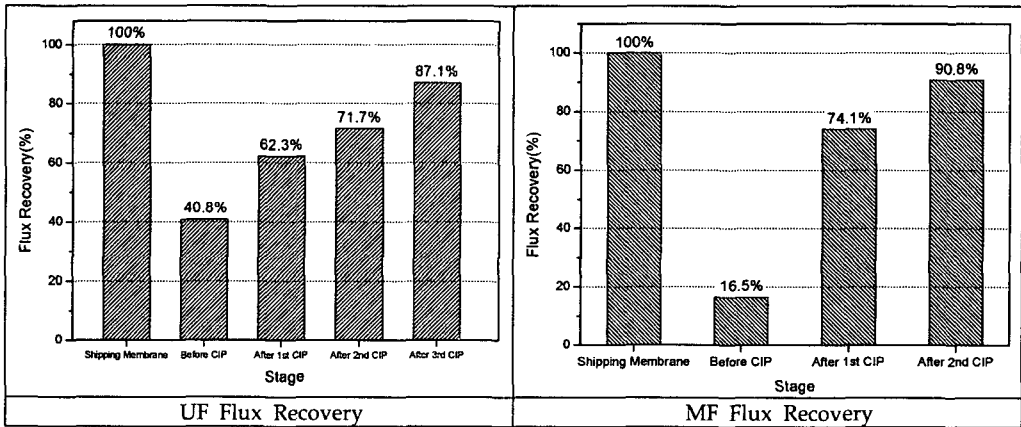 100%
87.1%
71.7%
62.3%
40.8%
100
80
60
40
20
0
Flux Recovery(%)
Shipping Membrane Before CIP After 1st CIP After 2nd CIP After 3rd CIP
Stage
UF Flux Recovery
100%
90.8%
74.1%
16.5%
100
80
60
40
20
0
Flux Recovery(%)
Shipping Membrane Before CIP After 1st CIP After 2nd CIP
Stage
MF Flux Recovery